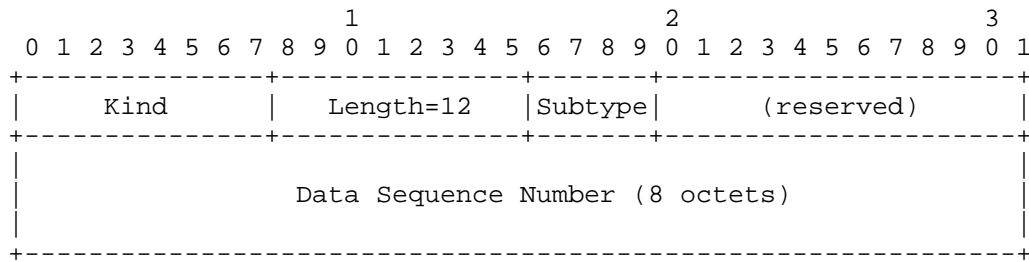 1                   2                   3
 0 1 2 3 4 5 6 7 8 9 0 1 2 3 4 5 6 7 8 9 0 1 2 3 4 5 6 7 8 9 0 1
+---------------+---------------+-------+-----------------------+
|     Kind      |   Length=12   |Subtype|      (reserved)       |
+---------------+---------------+-------+-----------------------+
|                                                               |
|                 Data Sequence Number (8 octets)               |
|                                                               |
+---------------------------------------------------------------+